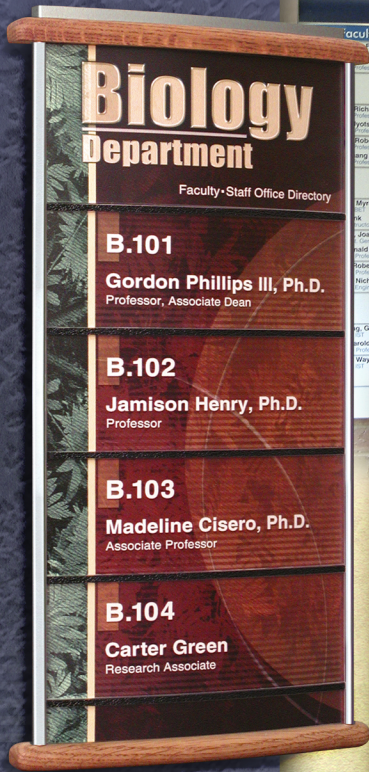 Biology
Department
Faculty•Staff Office Directory
B.101
Gordon Phillips III, Ph.D.
Professor, Associate Dean
B.102
Jamison Henry, Ph.D.
Professor
B.103
Madeline Cisero, Ph.D.
Associate Professor
B.104
Carter Green
Research Associate